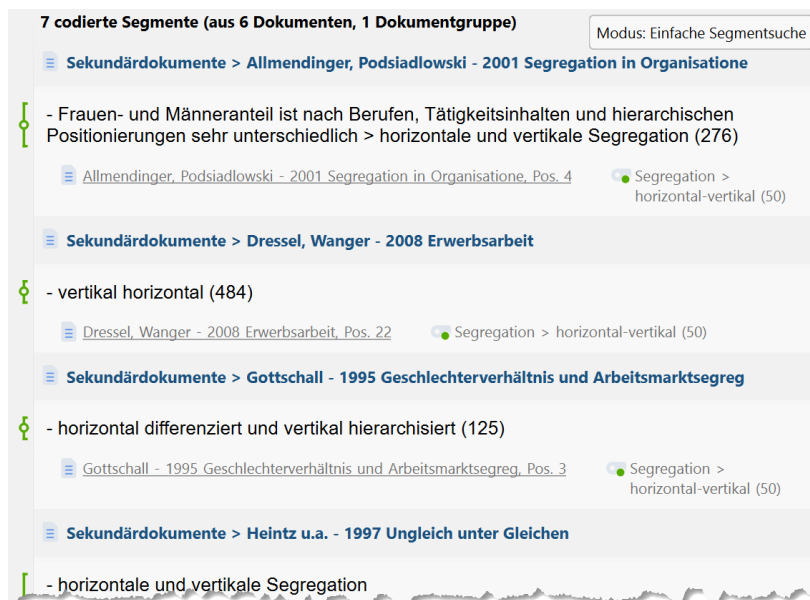 7 codierte Segmente (aus 6 Dokumenten, 1 Dokumentgruppe)
Modus: Einfache Segmentsuche
Sekundärdokumente > Allmendinger, Podsiadlowski - 2001 Segregation in Organisatione
- Frauen- und Männeranteil ist nach Berufen, Tätigkeitsinhalten und hierarchischen
Positionierungen sehr unterschiedlich > horizontale und vertikale Segregation (276)
Allmendinger, Podsiadlowski - 2001 Segregation in Organisatione, Pos. 4
Segregation >
horizontal-vertikal (50)
Sekundärdokumente > Dressel, Wanger - 2008 Erwerbsarbeit
- vertikal horizontal (484)
Dressel, Wanger - 2008 Erwerbsarbeit, Pos. 22
Segregation > horizontal-vertikal (50)
Sekundärdokumente > Gottschall - 1995 Geschlechterverhältnis und Arbeitsmarktsegreg
- horizontal differenziert und vertikal hierarchisiert (125)
Gottschall - 1995 Geschlechterverhältnis und Arbeitsmarktsegreg, Pos. 3
Segregation >
horizontal-vertikal (50)
Sekundärdokumente > Heintz u.a. - 1997 Ungleich unter Gleichen
- horizontale und vertikale Segregation